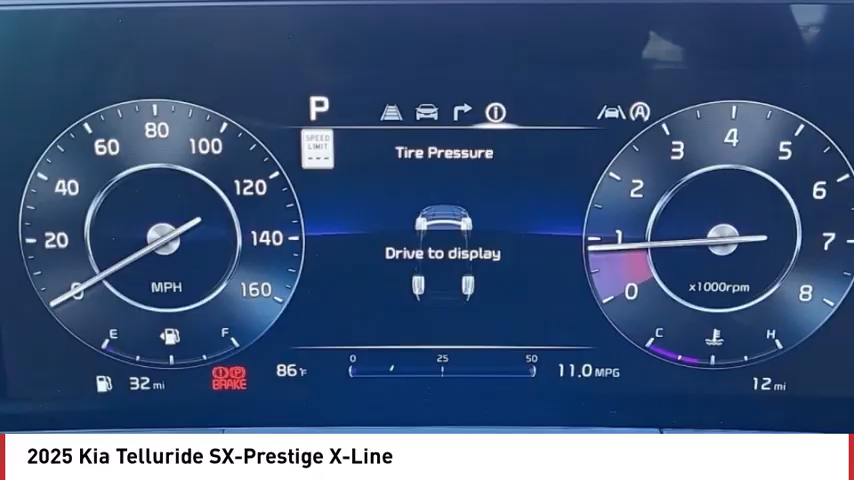 P
SPEED
LIMIT
---
Tire Pressure
Drive to display
0 20 40 60 80 100 120 140 160
MPH
E F
32 mi
BRAKE
86°F
0 25 50
11.0 MPG
0 1 2 3 4 5 6 7 8
x1000rpm
C H
12 mi
2025 Kia Telluride SX-Prestige X-Line